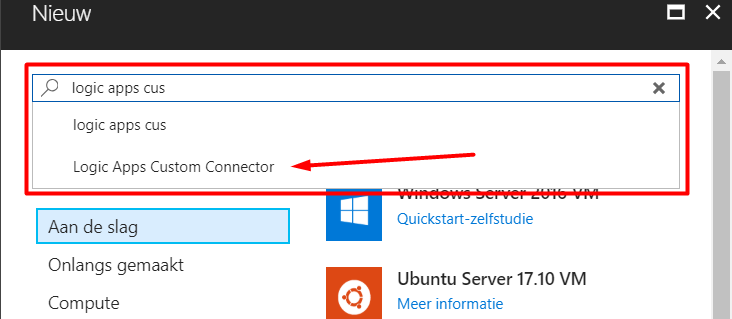 Nieuw
logic apps cus
logic apps cus
Logic Apps Custom Connector
Windows Server 2016 VM
Aan de slag
Quickstart-zelfstudie
Onlangs gemaakt
Ubuntu Server 17.10 VM
Compute
Meer informatie